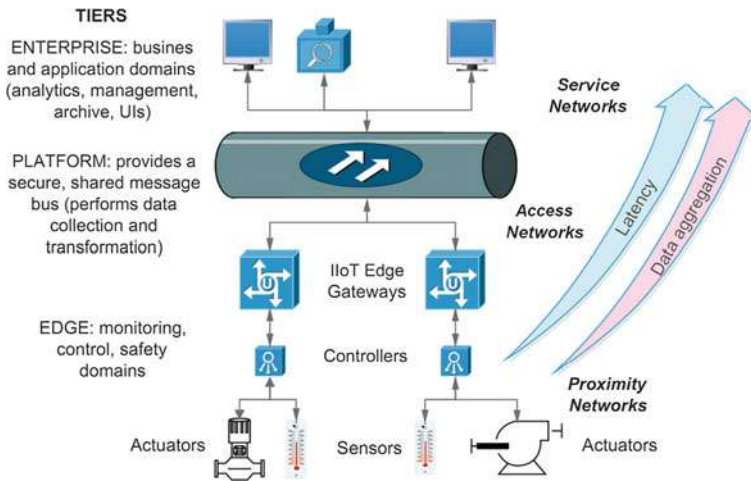 TIERS
ENTERPRISE: busines
and application domains
(analytics, management,
archive, UIs)
Service
Networks
PLATFORM: provides a
secure, shared message
bus (performs data
collection and
transformation)
Access
Networks
Latency
Data aggregation
IIoT Edge
Gateways
U
U
EDGE: monitoring,
control, safety
domains
Controllers
Proximity
Networks
Actuators
Sensors
Actuators